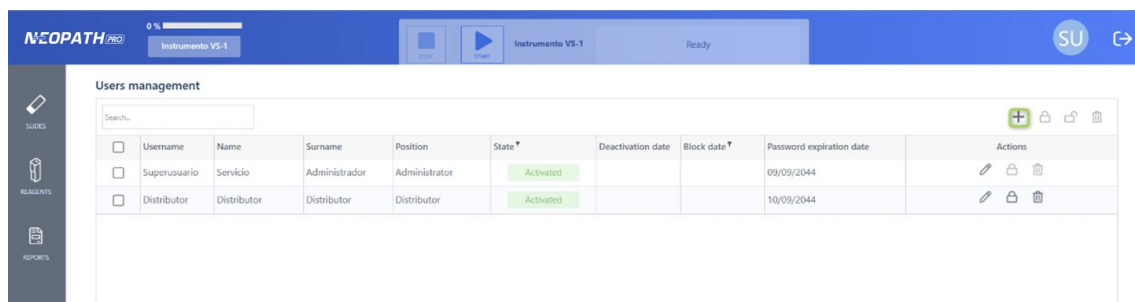 NEOPATH PRO
0 %
Instrumento VS-1
STOP
START
Instrumento VS-1
Ready
SU
SLIDES
REAGENTS
REPORTS
Users management
Search...
Username Name Surname Position State Deactivation date Block date Password expiration date Actions
Superusuario Servicio Administrador Administrator Activated 09/09/2044
Distributor Distributor Distributor Distributor Activated 10/09/2044